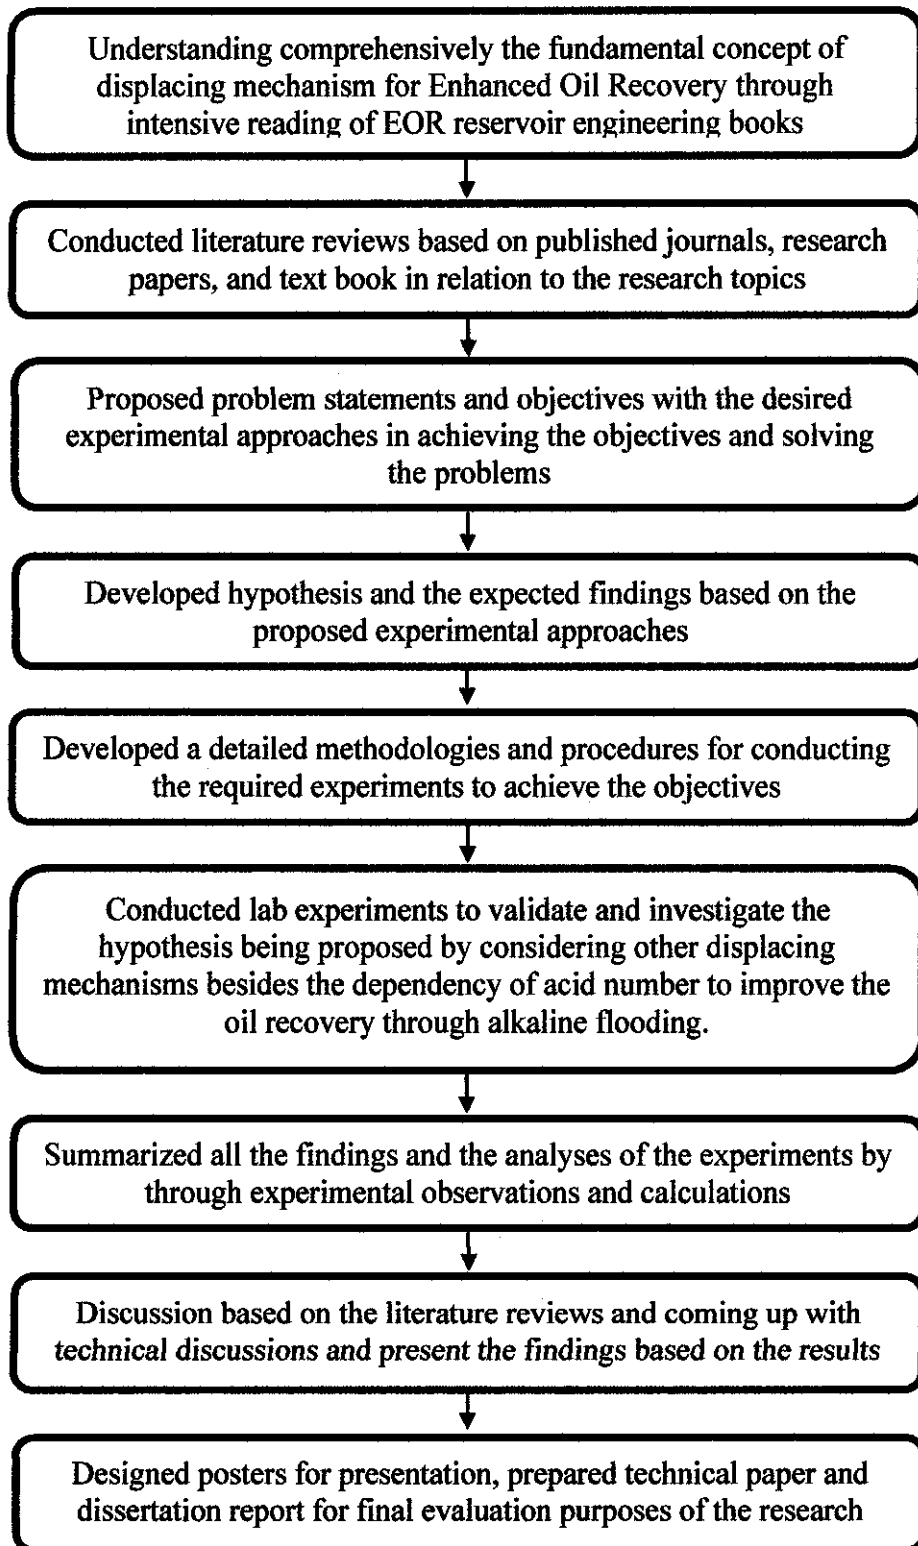 Understanding comprehensively the fundamental concept of
displacing mechanism for Enhanced Oil Recovery through
intensive reading of EOR reservoir engineering books
Conducted literature reviews based on published journals, research
papers, and text book in relation to the research topics
Proposed problem statements and objectives with the desired
experimental approaches in achieving the objectives and solving
the problems
Developed hypothesis and the expected findings based on the
proposed experimental approaches
Developed a detailed methodologies and procedures for conducting
the required experiments to achieve the objectives
Conducted lab experiments to validate and investigate the
hypothesis being proposed by considering other displacing
mechanisms besides the dependency of acid number to improve the
oil recovery through alkaline flooding.
Summarized all the findings and the analyses of the experiments by
through experimental observations and calculations
Discussion based on the literature reviews and coming up with
technical discussions and present the findings based on the results
Designed posters for presentation, prepared technical paper and
dissertation report for final evaluation purposes of the research